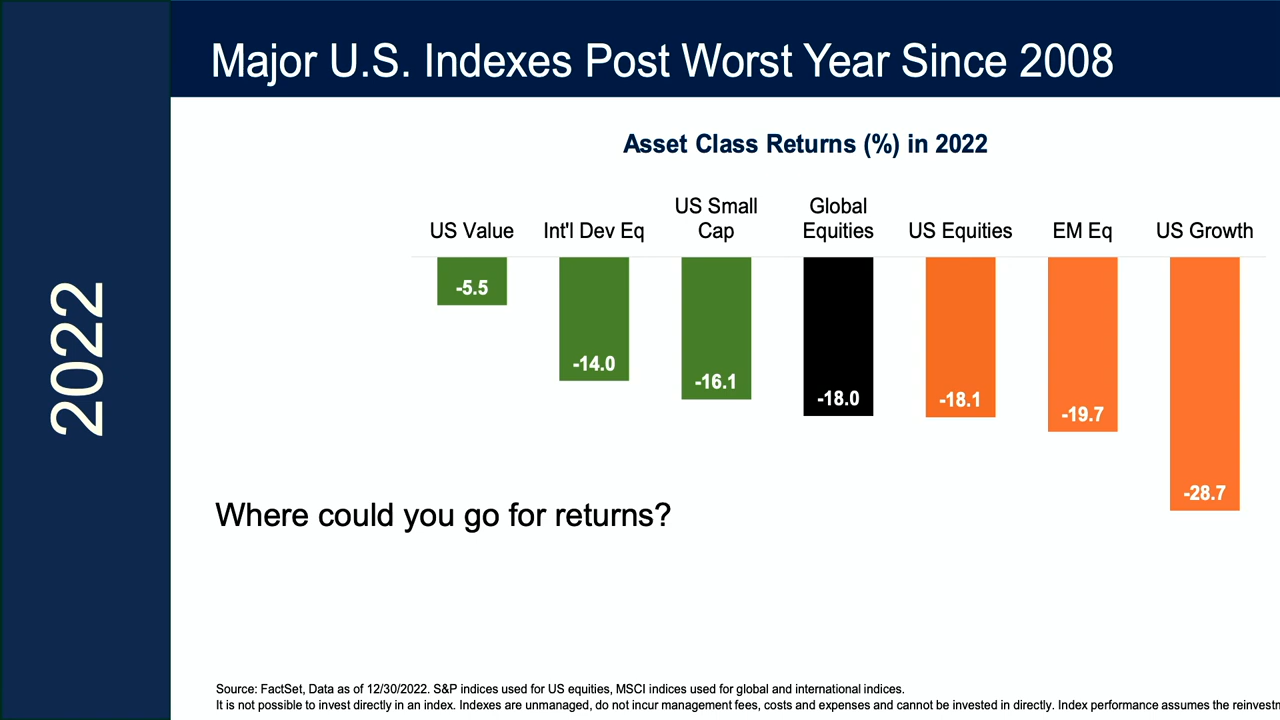 Major U.S. Indexes Post Worst Year Since 2008
2022
Asset Class Returns (%) in 2022
US Value
Int'l Dev Eq
US Small
Cap
Global
Equities
US Equities
EM Eq
US Growth
-5.5
-14.0
-16.1
-18.0
-18.1
-19.7
-28.7
Where could you go for returns?
Source: FactSet, Data as of 12/30/2022. S&P indices used for US equities, MSCI indices used for global and international indices.
It is not possible to invest directly in an index. Indexes are unmanaged, do not incur management fees, costs and expenses and cannot be invested in directly. Index performance assumes the